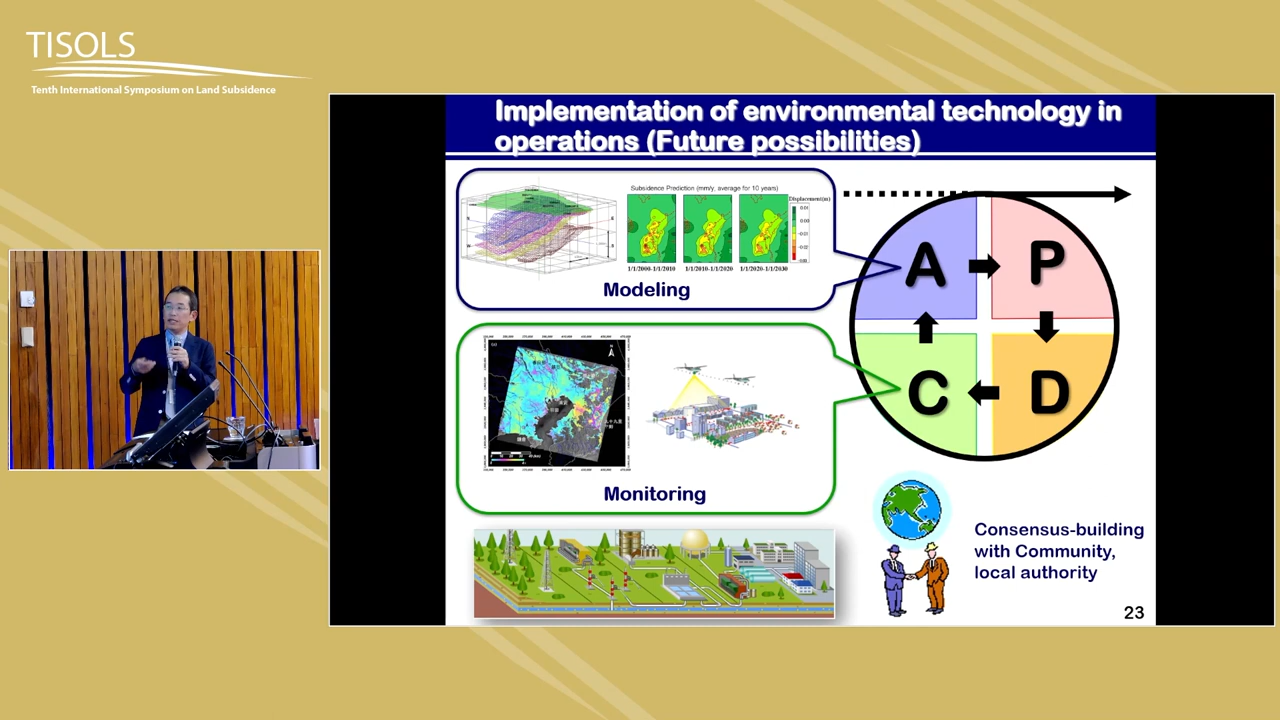 TISOLS
Tenth International Symposium on Land Subsidence
Implementation of environmental technology in
operations (Future possibilities)
Subsidence Prediction (mm/y, average for 10 years)
Displacement(m)
1/1/2000-1/1/2010
1/1/2010-1/1/2020
1/1/2020-1/1/2030
Modeling
A
P
C
D
Monitoring
Consensus-building
with Community,
local authority
23